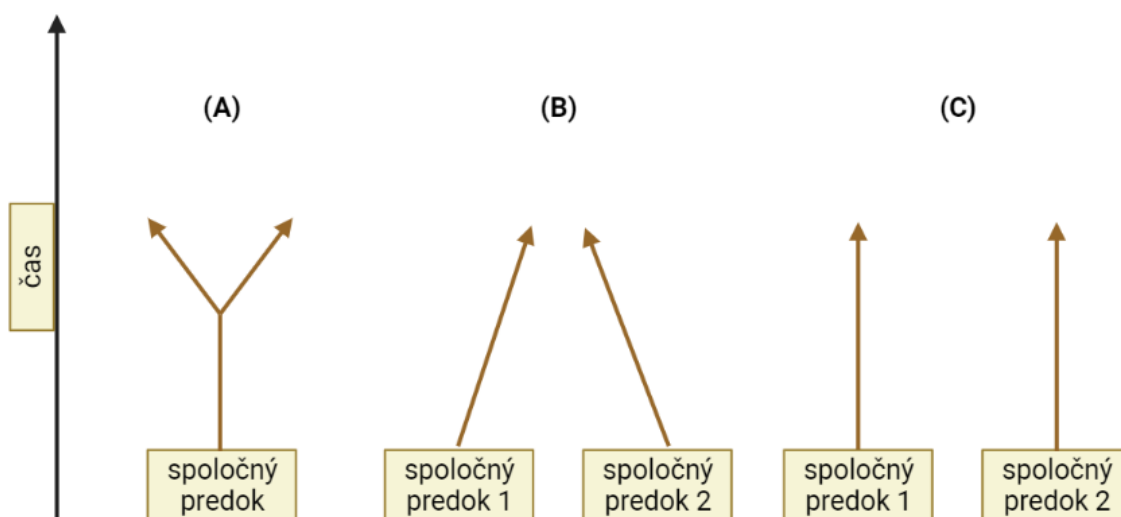 (A)
(B)
(C)
čas
spoločný
predok
spoločný
predok 1
spoločný
predok 2
spoločný
predok 1
spoločný
predok 2